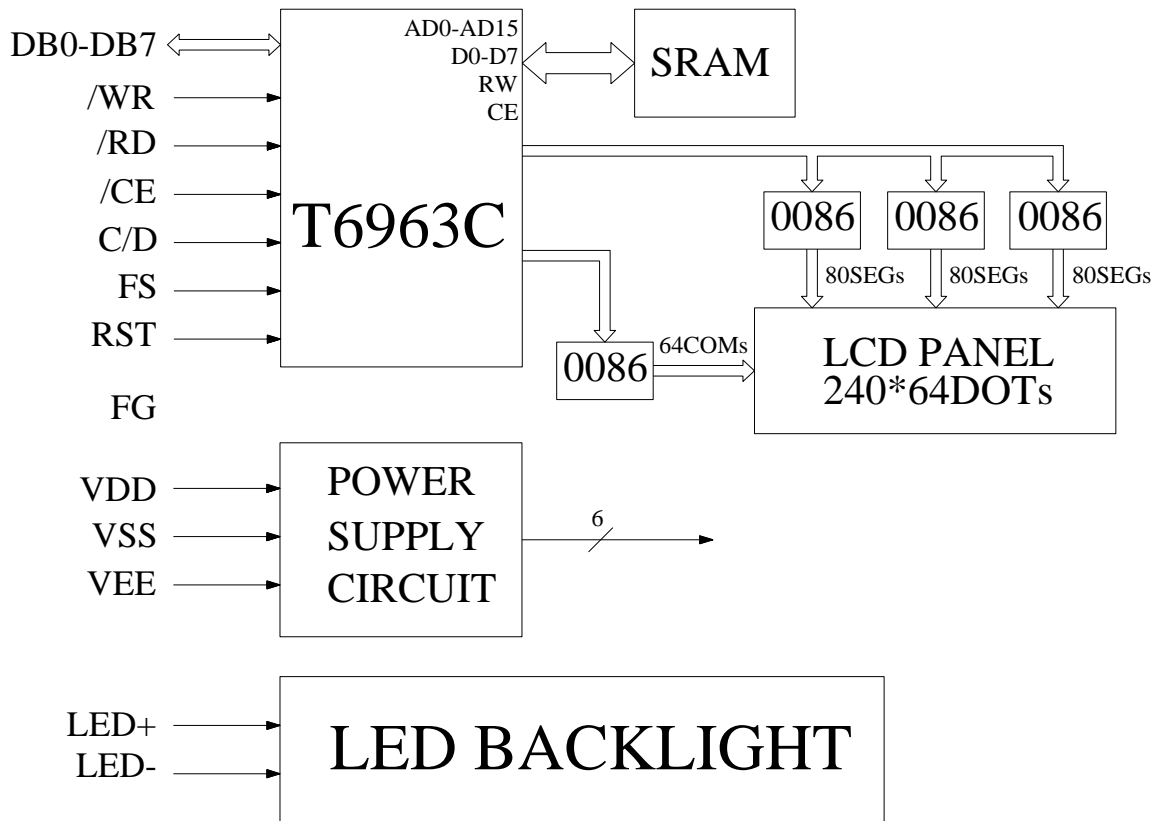 DB0-DB7
/WR
/RD
/CE
C/D
FS
RST
FG
AD0-AD15
D0-D7
RW
CE
T6963C
SRAM
0086
0086
0086
80SEGs
80SEGs
80SEGs
0086
64COMs
LCD PANEL
240*64DOTs
VDD
VSS
VEE
POWER
SUPPLY
CIRCUIT
6
LED+
LED-
LED BACKLIGHT